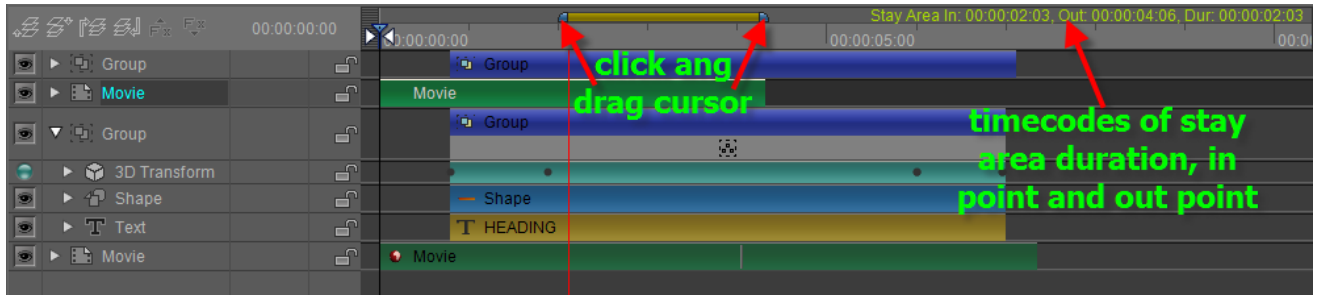 Stay Area In: 00:00:02:03, Out: 00:00:04:06, Dur: 00:00:02:03
00:00:00:00
00:00:00:00
00:00:05:00
00:0
Group
Group
click ang
drag cursor
Movie
Movie
Group
Group
timecodes of stay
area duration, in
point and out point
3D Transform
Shape
Shape
Text
T HEADING
Movie
Movie